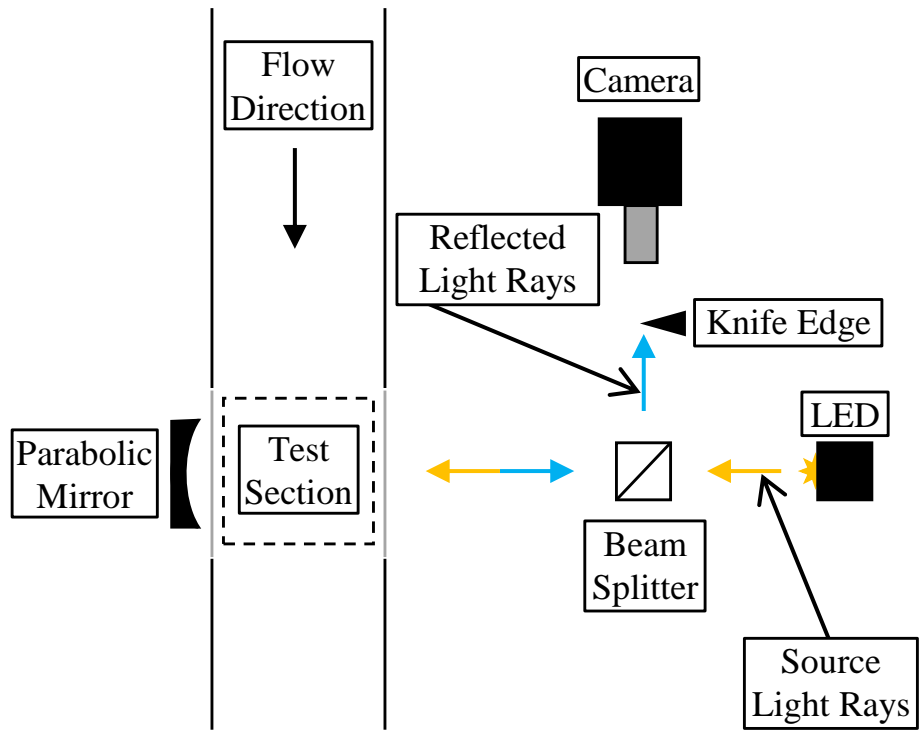 Flow
Direction
Camera
Reflected
Light Rays
Knife Edge
LED
Parabolic
Mirror
Test
Section
Beam
Splitter
Source
Light Rays